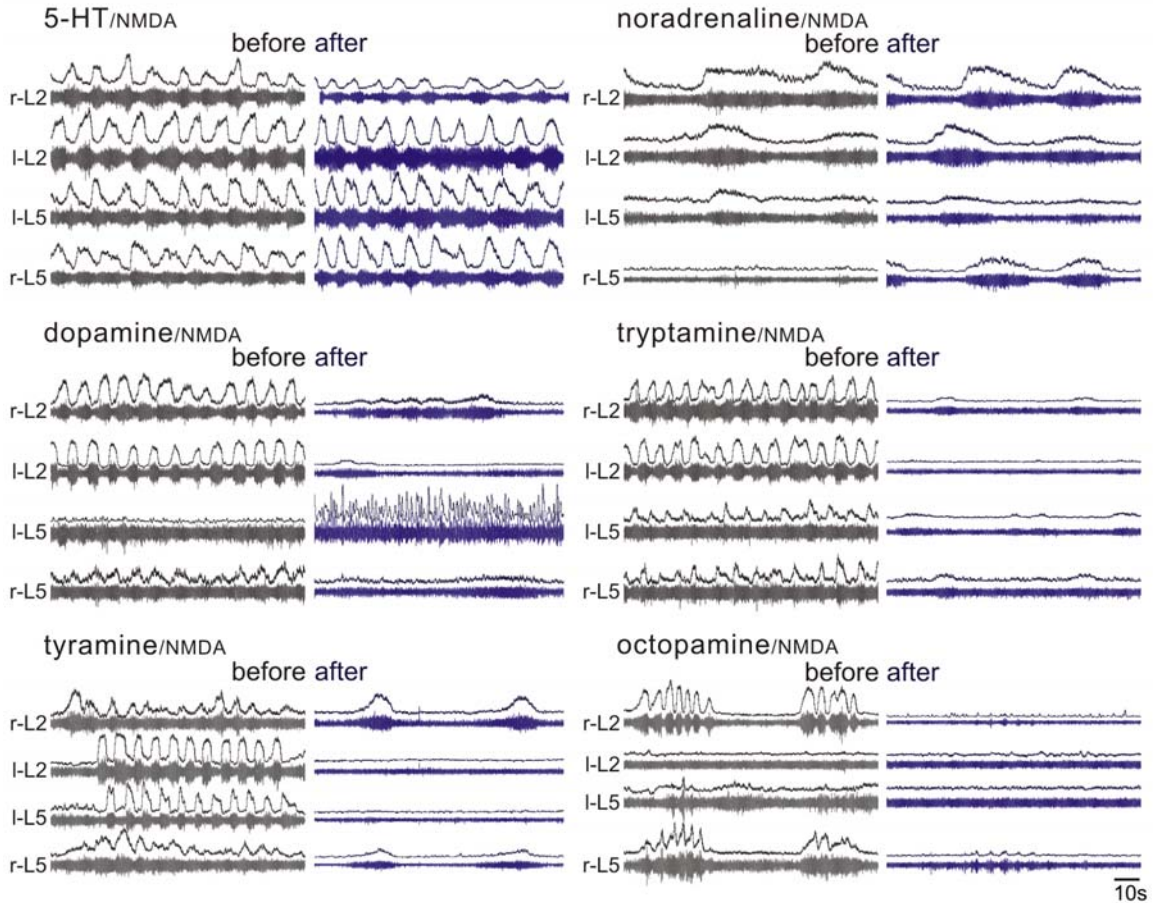 5-HT/NMDA
before after
r-L2
l-L2
l-L5
r-L5
noradrenaline/NMDA
before after
r-L2
l-L2
l-L5
r-L5
dopamine/NMDA
before after
r-L2
l-L2
l-L5
r-L5
tryptamine/NMDA
before after
r-L2
l-L2
l-L5
r-L5
tyramine/NMDA
before after
r-L2
l-L2
l-L5
r-L5
octopamine/NMDA
before after
r-L2
l-L2
l-L5
r-L5
10s